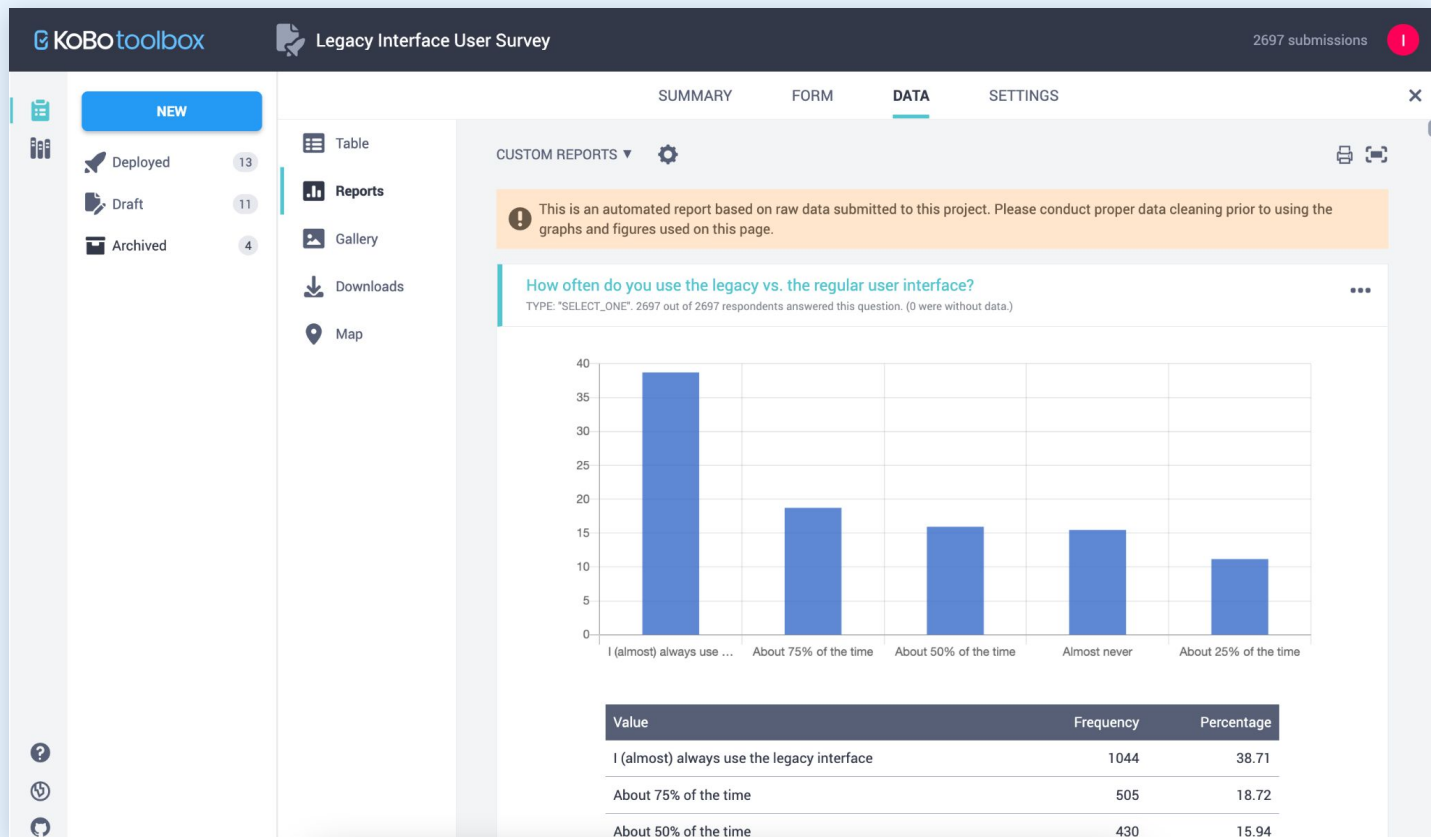 KoBotoolbox
Legacy Interface User Survey
2697 submissions
I
SUMMARY FORM DATA SETTINGS
NEW
Deployed 13
Draft 11
Archived 4
Table
Reports
Gallery
Downloads
Map
CUSTOM REPORTS ▼
This is an automated report based on raw data submitted to this project. Please conduct proper data cleaning prior to using the
graphs and figures used on this page.
How often do you use the legacy vs. the regular user interface?
TYPE: "SELECT_ONE". 2697 out of 2697 respondents answered this question. (0 were without data.)
40
35
30
25
20
15
10
5
0
I (almost) always use ... About 75% of the time About 50% of the time Almost never About 25% of the time
Value Frequency Percentage
I (almost) always use the legacy interface 1044 38.71
About 75% of the time 505 18.72
About 50% of the time 430 15.94